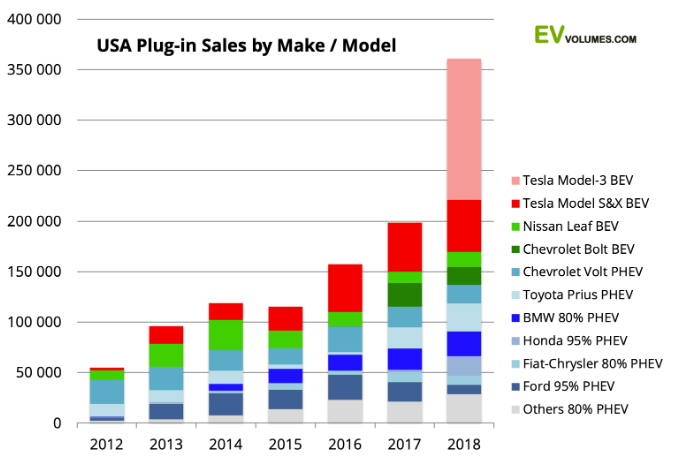 400 000
USA Plug-in Sales by Make / Model
EVVOLUMES.COM
350 000
300 000
250 000
200 000
150 000
100 000
50 000
0
Tesla Model-3 BEV
Tesla Model S&X BEV
Nissan Leaf BEV
Chevrolet Bolt BEV
Chevrolet Volt PHEV
Toyota Prius PHEV
BMW 80% PHEV
Honda 95% PHEV
Fiat-Chrysler 80% PHEV
Ford 95% PHEV
Others 80% PHEV
2012 2013 2014 2015 2016 2017 2018